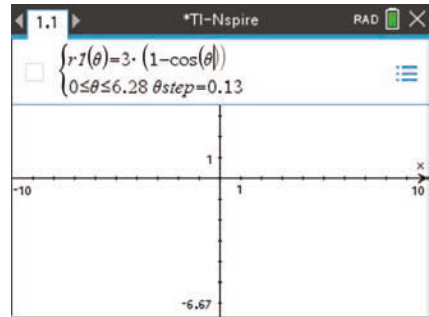 1.1 *TI-Nspire RAD
r1(θ)=3·(1-cos(θ))
0≤θ≤6.28 θstep=0.13
1
x
-10 1 10
-6.67